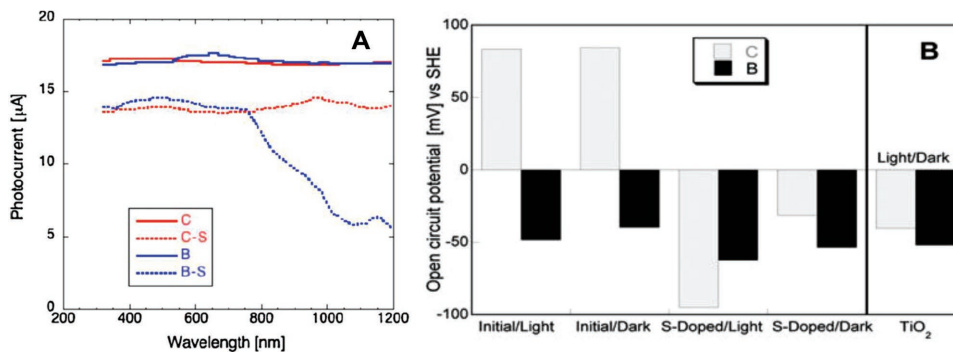 A
Photocurrent [µA]
20
15
10
5
0
C
C-S
B
B-S
200 400 600 800 1000 1200
Wavelength [nm]
B
Open circuit potential [mV] vs SHE
100
50
0
-50
-100
C
B
Light/Dark
Initial/Light Initial/Dark S-Doped/Light S-Doped/Dark TiO₂